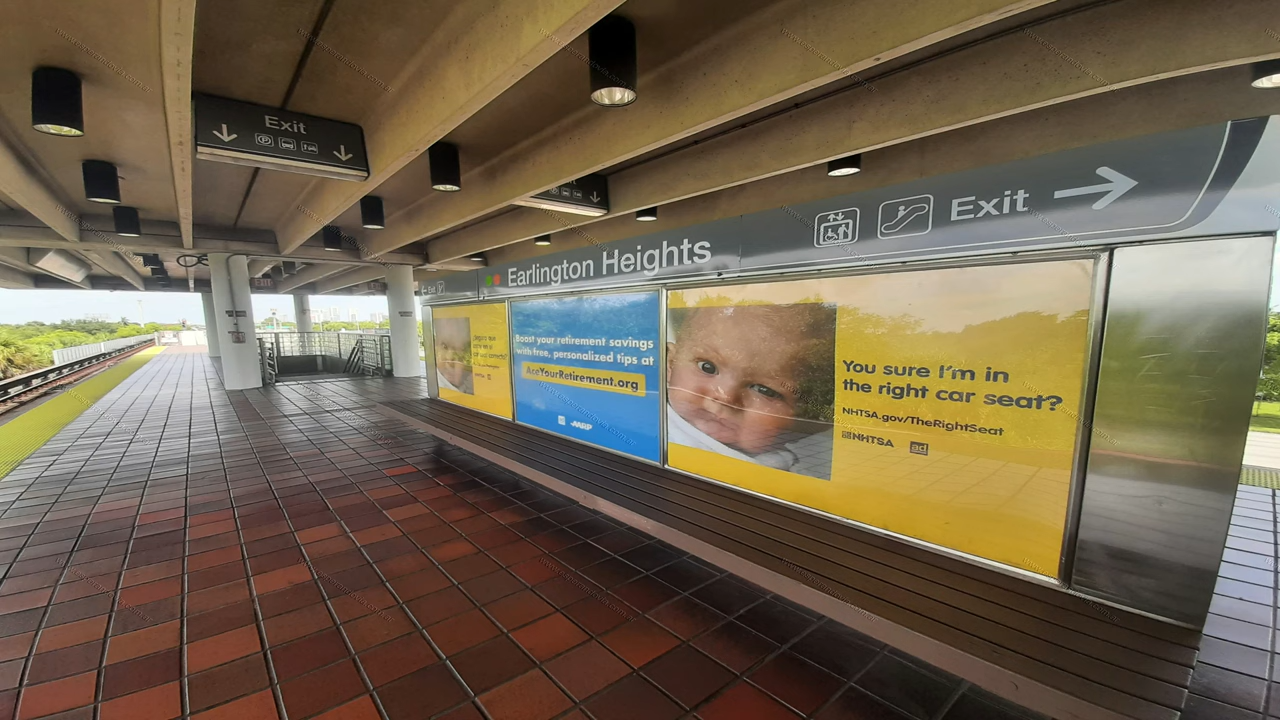 Exit
Exit
Earlington Heights
Exit
Boost your retirement savings
with free, personalized tips at
AceYourRetirement.org
AARP
You sure I'm in
the right car seat?
NHTSA.gov/TheRightSeat
NHTSA
ad